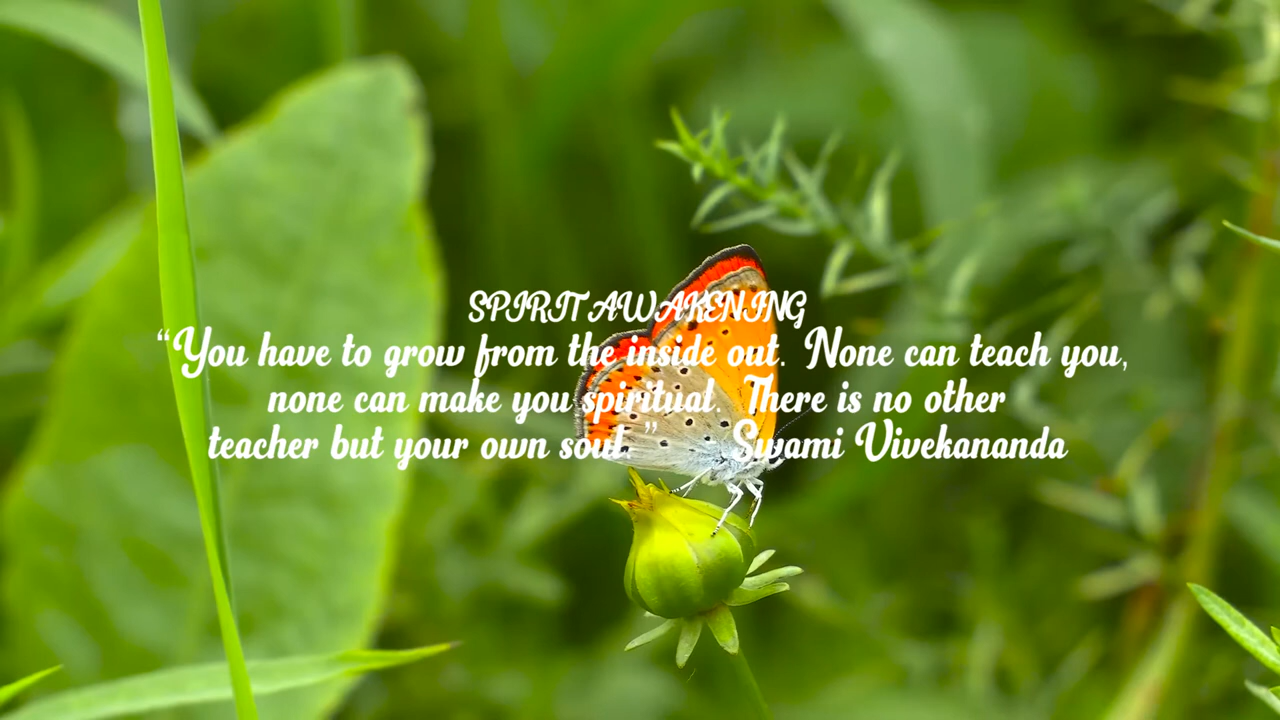 SPIRIT AWAKENING
“You have to grow from the inside out. None can teach you,
none can make you spiritual. There is no other
teacher but your own soul.” Swami Vivekananda